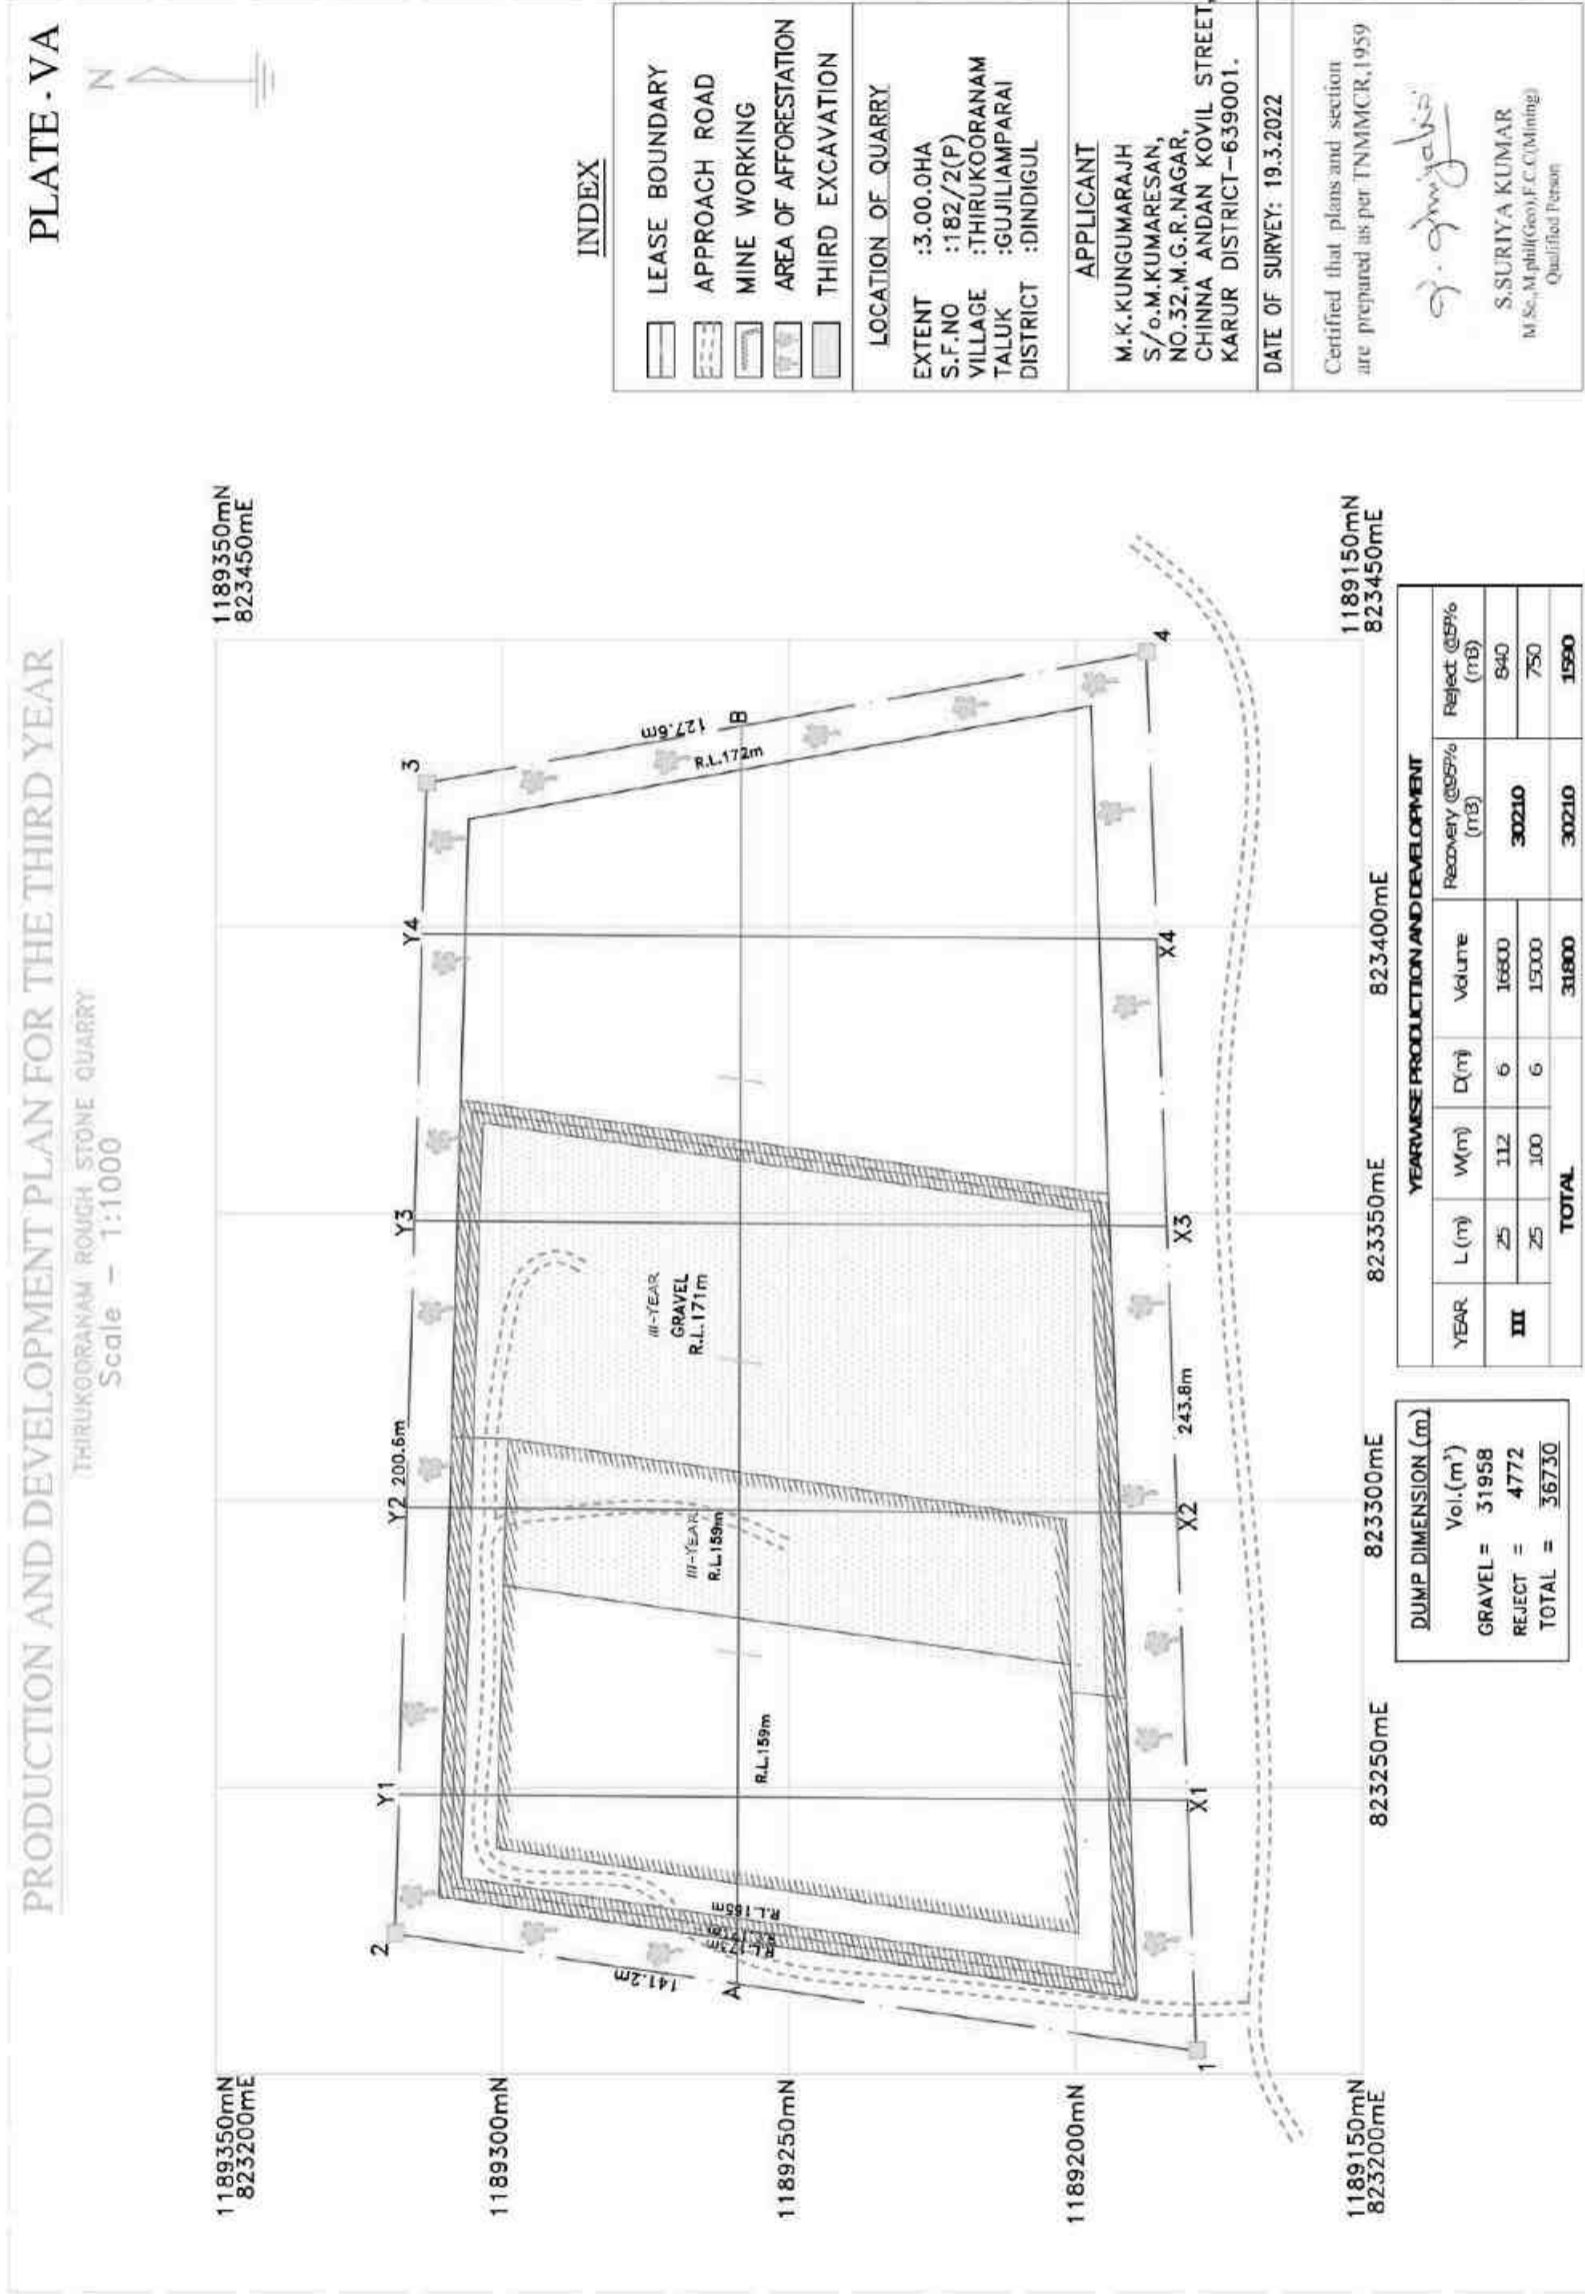 PLATE - VA
PRODUCTION AND DEVELOPMENT PLAN FOR THE THIRD YEAR
THIRUKOORANAM ROUGH STONE QUARRY
Scale - 1:1000
N
1189350mN
823200mE
1189350mN
823450mE
1189300mN
1189250mN
1189200mN
1189150mN
823200mE
823250mE
823300mE
823350mE
823400mE
1189150mN
823450mE
2
Y1
Y2
200.6m
Y3
Y4
3
141.2m
A
R.L.173m
R.L.165m
R.L.159m
III-YEAR
R.L.159m
III-YEAR
GRAVEL
R.L.171m
R.L.172m
127.6m
B
1
X1
X2
243.8m
X3
X4
4
INDEX
LEASE BOUNDARY
APPROACH ROAD
MINE WORKING
AREA OF AFFORESTATION
THIRD EXCAVATION
LOCATION OF QUARRY
EXTENT :3.00.0HA
S.F.NO :182/2(P)
VILLAGE :THIRUKOORANAM
TALUK :GUJILIAMPARAI
DISTRICT :DINDIGUL
APPLICANT
M.K.KUNGUMARAJH
S/o.M.KUMARESAN,
NO.32,M.G.R.NAGAR,
CHINNA ANDAN KOVIL STREET,
KARUR DISTRICT-639001.
DATE OF SURVEY: 19.3.2022
Certified that plans and section
are prepared as per TNMMCR,1959
S.SURIYA KUMAR
M.Sc.,M.phil(Geo),F.C.C(Mining)
Qualified Person
DUMP DIMENSION (m)
Vol.(m³)
GRAVEL = 31958
REJECT = 4772
TOTAL = 36730
YEARWISE PRODUCTION AND DEVELOPMENT
YEAR L(m) W(m) D(m) Volume Recovery @95% (m3) Reject @5% (m3)
III 25 112 6 16800 30210 840
25 100 6 15000 750
TOTAL 31800 30210 1590